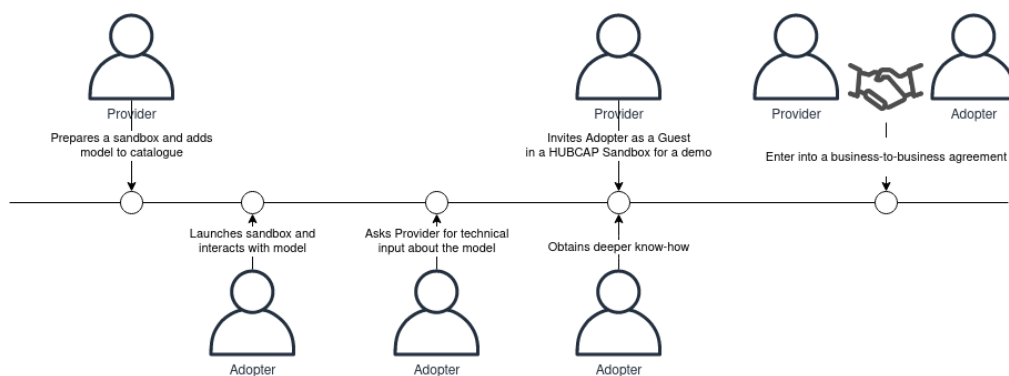 Provider
Prepares a sandbox and adds
model to catalogue
Launches sandbox and
interacts with model
Adopter
Asks Provider for technical
input about the model
Adopter
Provider
Invites Adopter as a Guest
in a HUBCAP Sandbox for a demo
Obtains deeper know-how
Adopter
Provider
Adopter
Enter into a business-to-business agreement